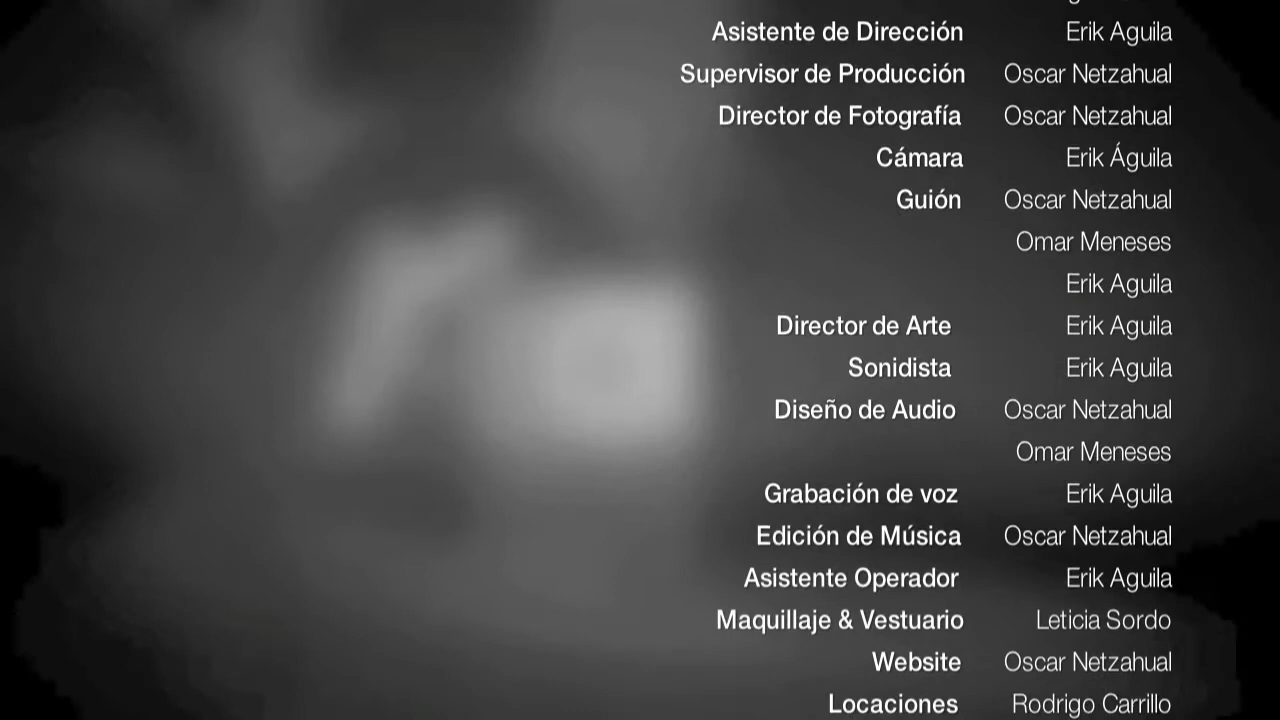 Asistente de Dirección Erik Aguila
Supervisor de Producción Oscar Netzahual
Director de Fotografía Oscar Netzahual
Cámara Erik Águila
Guión Oscar Netzahual
Omar Meneses
Erik Aguila
Director de Arte Erik Aguila
Sonidista Erik Aguila
Diseño de Audio Oscar Netzahual
Omar Meneses
Grabación de voz Erik Aguila
Edición de Música Oscar Netzahual
Asistente Operador Erik Aguila
Maquillaje & Vestuario Leticia Sordo
Website Oscar Netzahual
Locaciones Rodrigo Carrillo